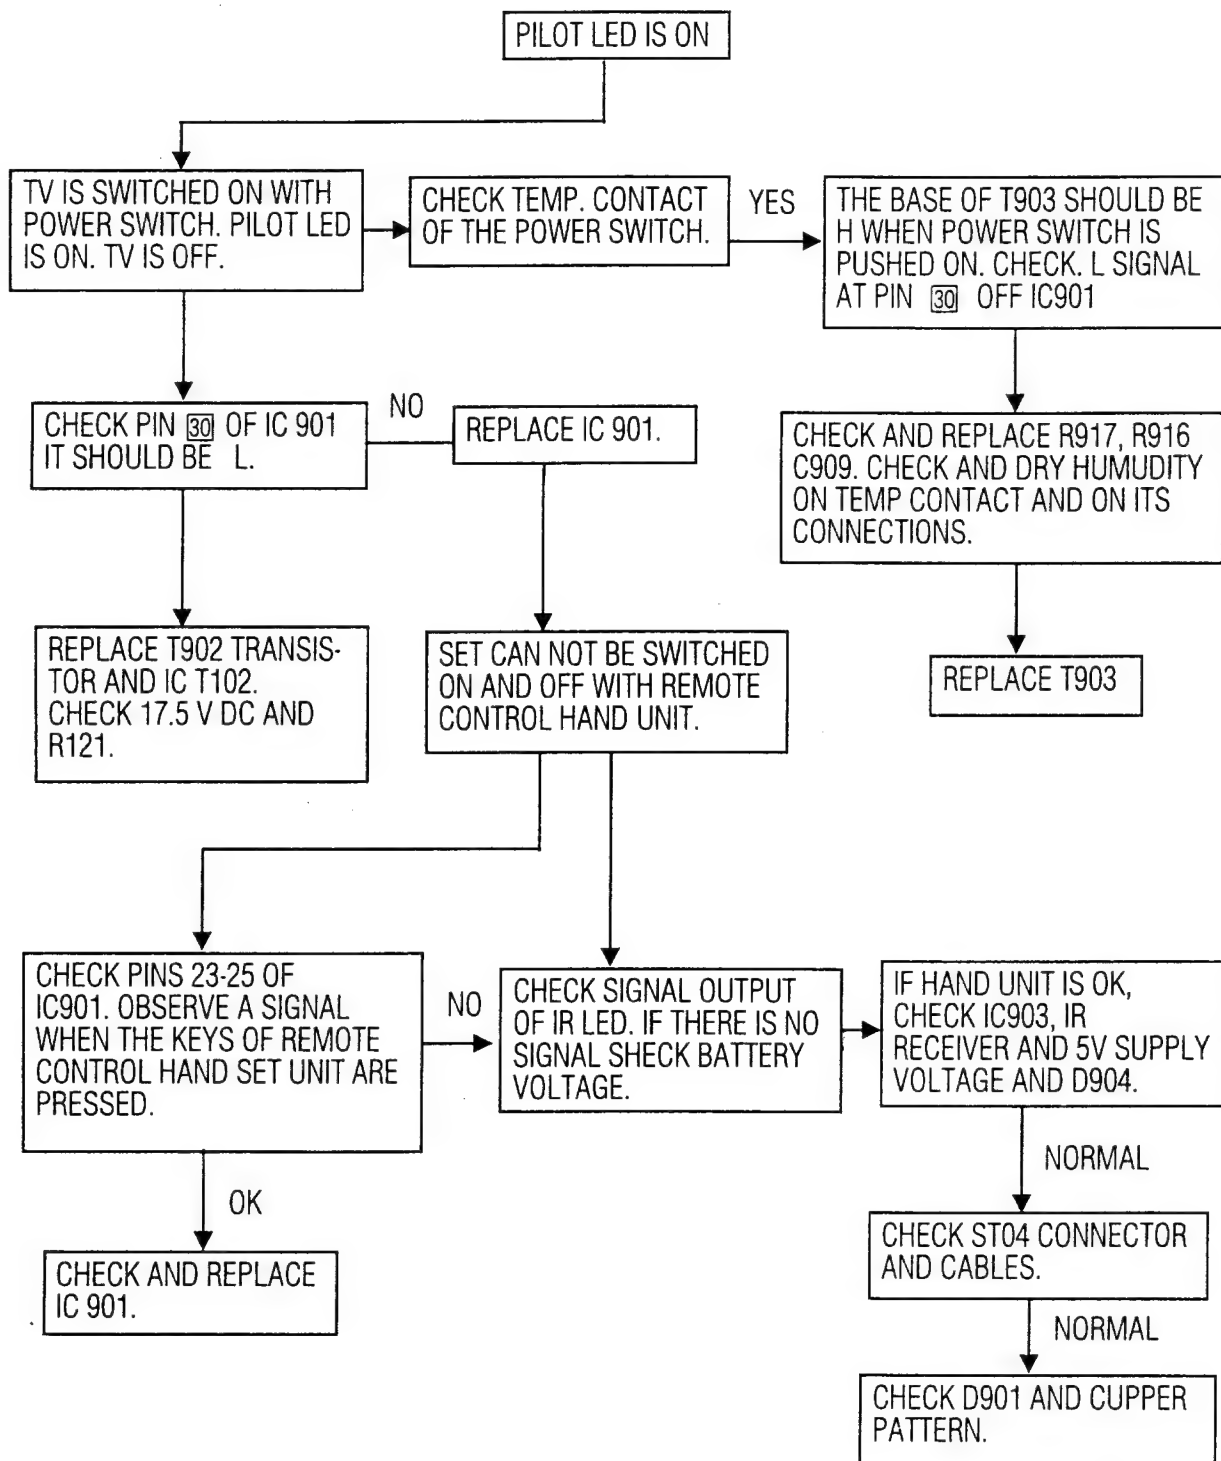 PILOT LED IS ON
TV IS SWITCHED ON WITH
POWER SWITCH. PILOT LED
IS ON. TV IS OFF.
CHECK TEMP. CONTACT
OF THE POWER SWITCH.
YES
THE BASE OF T903 SHOULD BE
H WHEN POWER SWITCH IS
PUSHED ON. CHECK. L SIGNAL
AT PIN 30 OFF IC901
CHECK PIN 30 OF IC 901
IT SHOULD BE L.
NO
REPLACE IC 901.
CHECK AND REPLACE R917, R916
C909. CHECK AND DRY HUMUDITY
ON TEMP CONTACT AND ON ITS
CONNECTIONS.
REPLACE T902 TRANSIS-
TOR AND IC T102.
CHECK 17.5 V DC AND
R121.
SET CAN NOT BE SWITCHED
ON AND OFF WITH REMOTE
CONTROL HAND UNIT.
REPLACE T903
CHECK PINS 23-25 OF
IC901. OBSERVE A SIGNAL
WHEN THE KEYS OF REMOTE
CONTROL HAND SET UNIT ARE
PRESSED.
NO
CHECK SIGNAL OUTPUT
OF IR LED. IF THERE IS NO
SIGNAL SHECK BATTERY
VOLTAGE.
IF HAND UNIT IS OK,
CHECK IC903, IR
RECEIVER AND 5V SUPPLY
VOLTAGE AND D904.
OK
NORMAL
CHECK AND REPLACE
IC 901.
CHECK ST04 CONNECTOR
AND CABLES.
NORMAL
CHECK D901 AND CUPPER
PATTERN.